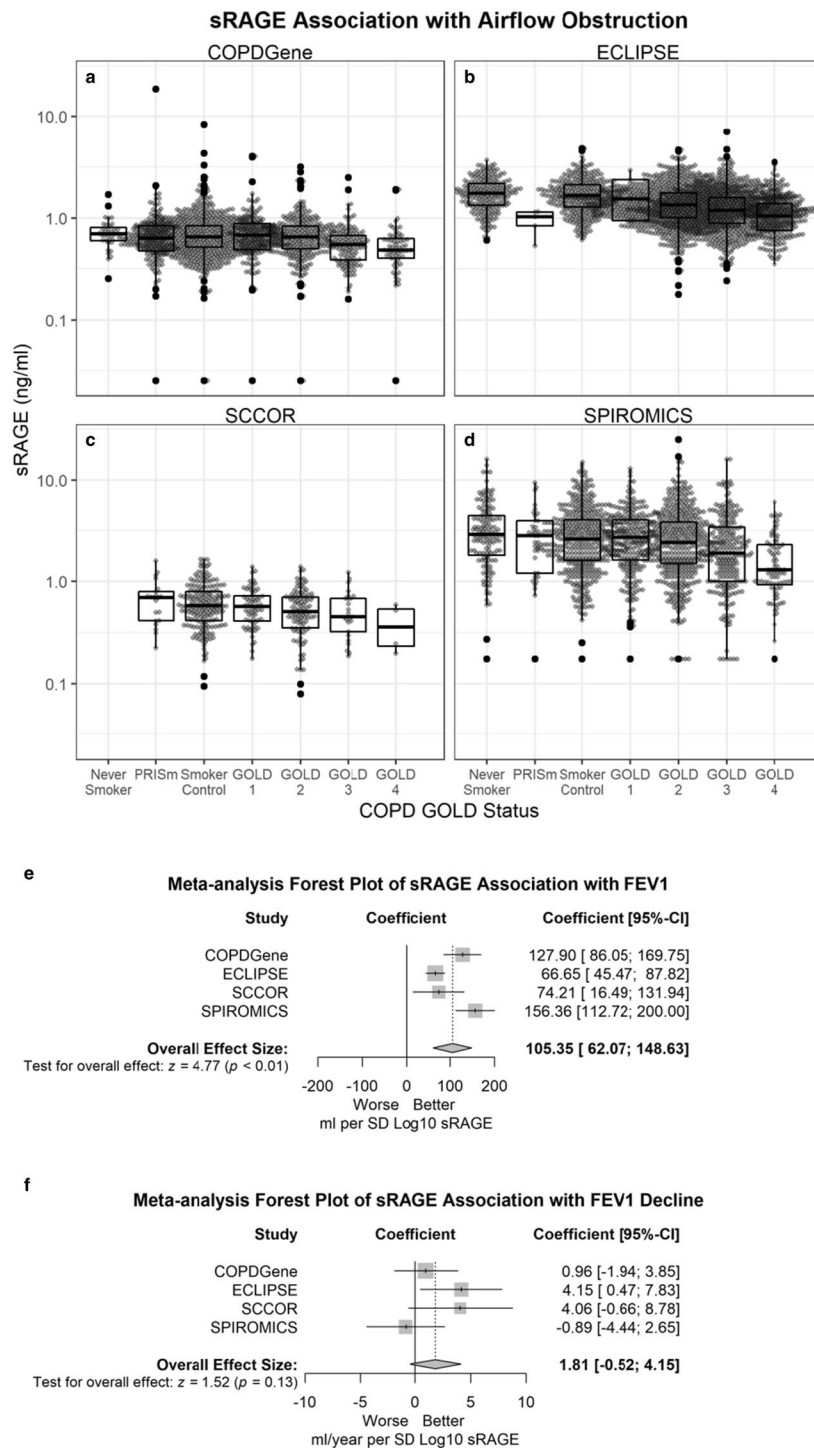 sRAGE Association with Airflow Obstruction
COPDGene
ECLIPSE
a
b
10.0
1.0
0.1
sRAGE (ng/ml)
SCCOR
SPIROMICS
c
d
10.0
1.0
0.1
Never Smoker PRISm Smoker Control GOLD 1 GOLD 2 GOLD 3 GOLD 4
Never Smoker PRISm Smoker Control GOLD 1 GOLD 2 GOLD 3 GOLD 4
COPD GOLD Status
e
Meta-analysis Forest Plot of sRAGE Association with FEV1
Study Coefficient Coefficient [95%-CI]
COPDGene 127.90 [ 86.05; 169.75]
ECLIPSE 66.65 [ 45.47; 87.82]
SCCOR 74.21 [ 16.49; 131.94]
SPIROMICS 156.36 [112.72; 200.00]
Overall Effect Size: 105.35 [ 62.07; 148.63]
Test for overall effect: z = 4.77 (p < 0.01)
-200 -100 0 100 200
Worse Better
ml per SD Log10 sRAGE
f
Meta-analysis Forest Plot of sRAGE Association with FEV1 Decline
Study Coefficient Coefficient [95%-CI]
COPDGene 0.96 [-1.94; 3.85]
ECLIPSE 4.15 [ 0.47; 7.83]
SCCOR 4.06 [-0.66; 8.78]
SPIROMICS -0.89 [-4.44; 2.65]
Overall Effect Size: 1.81 [-0.52; 4.15]
Test for overall effect: z = 1.52 (p = 0.13)
-10 -5 0 5 10
Worse Better
ml/year per SD Log10 sRAGE